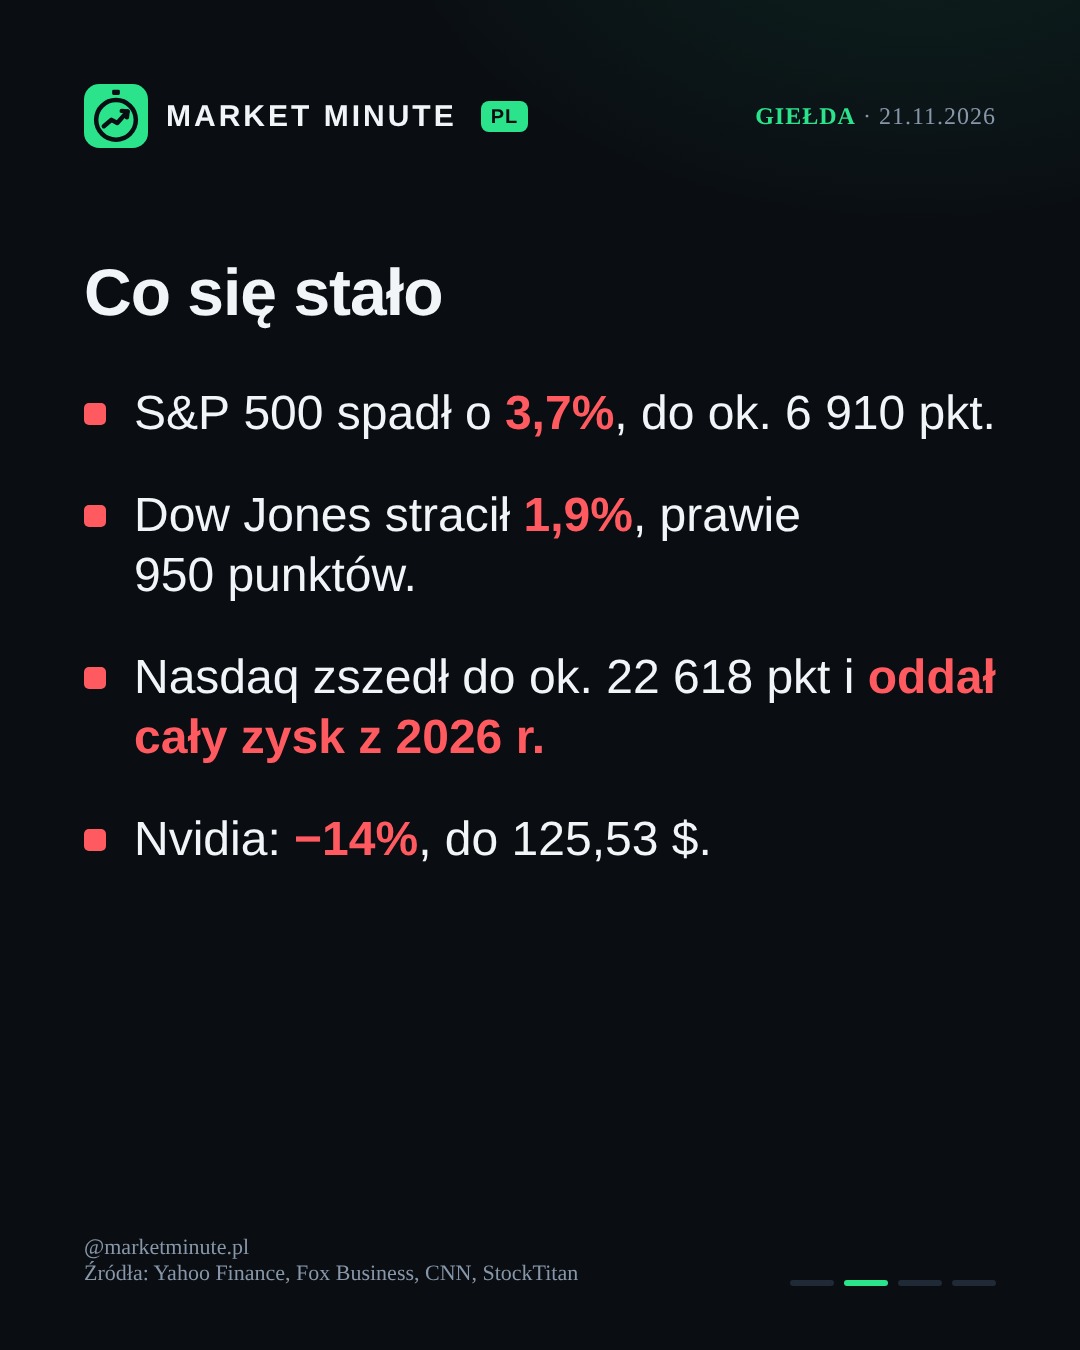 MARKET MINUTE PL
GIEŁDA · 21.11.2026
Co się stało
S&P 500 spadł o 3,7%, do ok. 6 910 pkt.
Dow Jones stracił 1,9%, prawie
950 punktów.
Nasdaq zszedł do ok. 22 618 pkt i oddał
cały zysk z 2026 r.
Nvidia: −14%, do 125,53 $.
@marketminute.pl
Źródła: Yahoo Finance, Fox Business, CNN, StockTitan